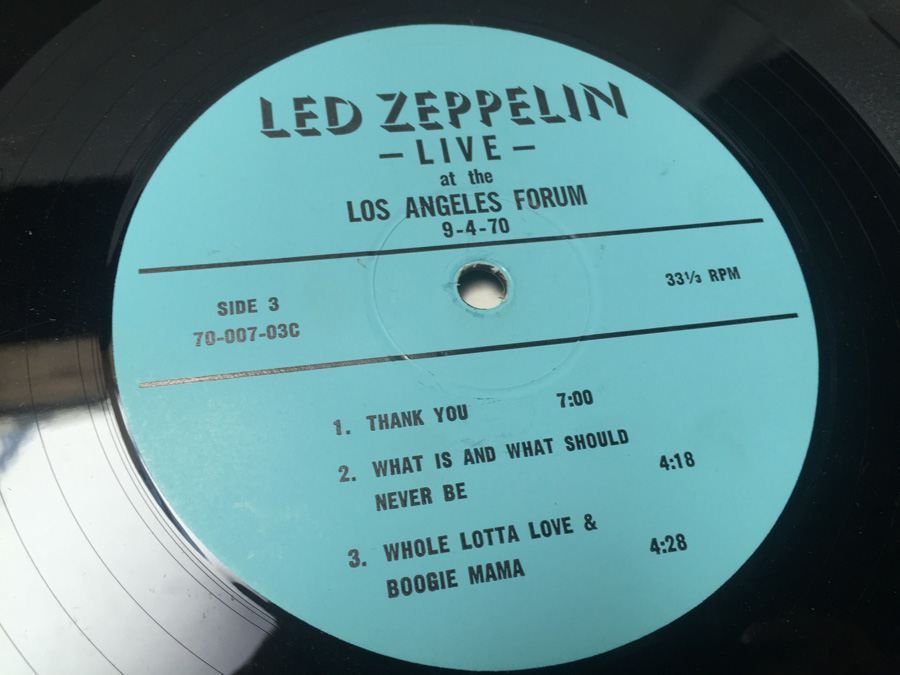 LED ZEPPELIN
— LIVE —
at the
LOS ANGELES FORUM
9-4-70
SIDE 3
70-007-03C
33⅓ RPM
1. THANK YOU 7:00
2. WHAT IS AND WHAT SHOULD
NEVER BE 4:18
3. WHOLE LOTTA LOVE &
BOOGIE MAMA 4:28